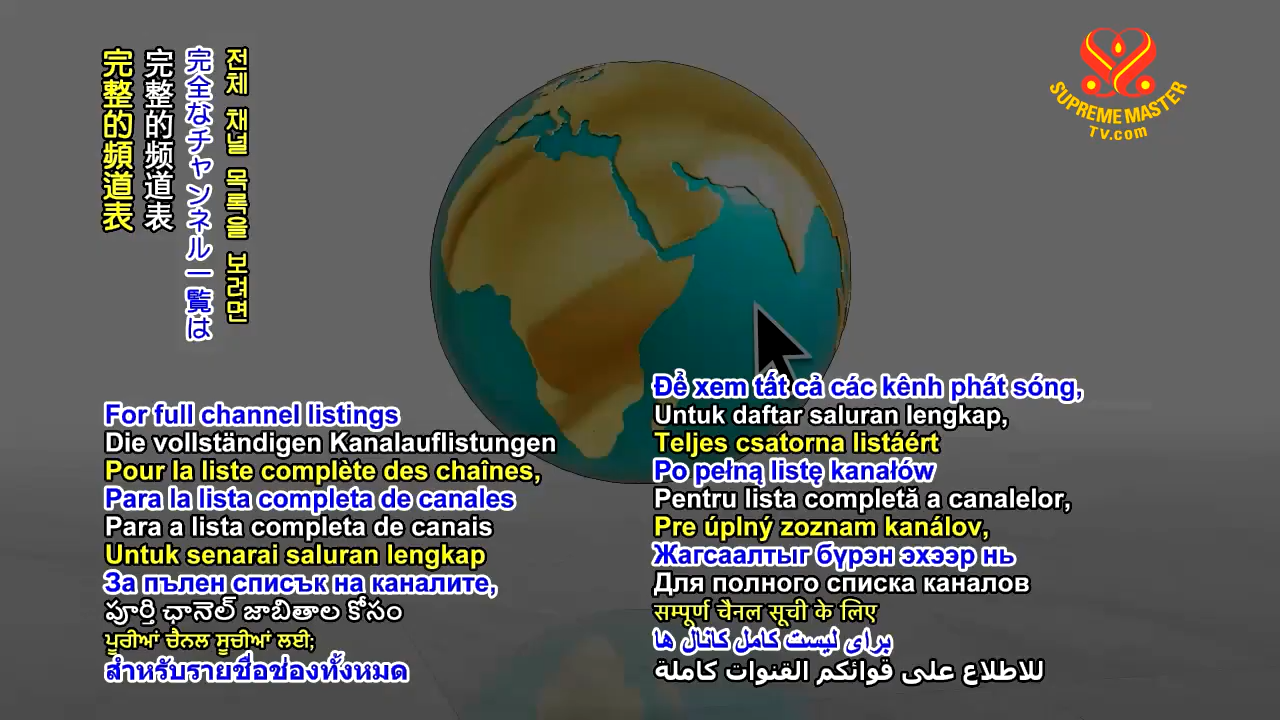 完整的頻道表
完整的频道表
完全なチャンネル一覧は
전체 채널 목록을 보려면
SUPREME MASTER
TV.com
For full channel listings
Die vollständigen Kanalauflistungen
Pour la liste complète des chaînes,
Para la lista completa de canales
Para a lista completa de canais
Untuk senarai saluran lengkap
За пълен списък на каналите,
పూర్తి ఛానెల్ జాబితాల కోసం
ਪੂਰੀਆਂ ਚੈਨਲ ਸੂਚੀਆਂ ਲਈ;
สำหรับรายชื่อช่องทั้งหมด
Để xem tất cả các kênh phát sóng,
Untuk daftar saluran lengkap,
Teljes csatorna listáért
Po pełną listę kanałów
Pentru lista completă a canalelor,
Pre úplný zoznam kanálov,
Жагсаалтыг бүрэн эхээр нь
Для полного списка каналов
सम्पूर्ण चैनल सूची के लिए
برای لیست کامل کانال ها
للاطلاع على قوائكم القنوات كاملة